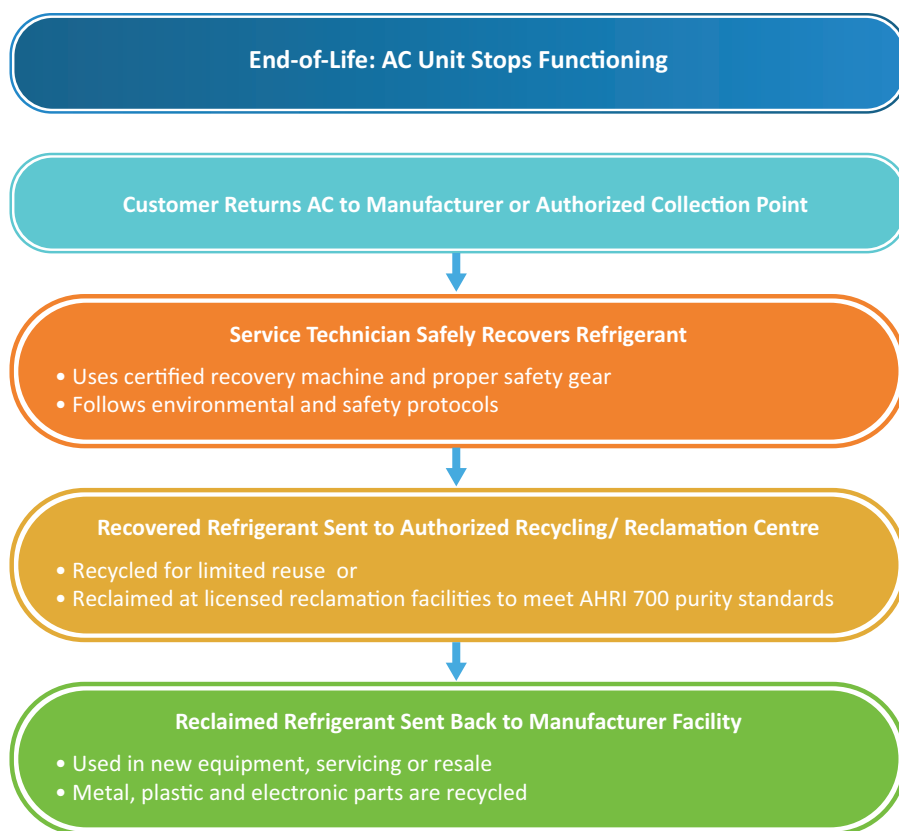 End-of-Life: AC Unit Stops Functioning
Customer Returns AC to Manufacturer or Authorized Collection Point
Service Technician Safely Recovers Refrigerant
• Uses certified recovery machine and proper safety gear
• Follows environmental and safety protocols
Recovered Refrigerant Sent to Authorized Recycling/ Reclamation Centre
• Recycled for limited reuse or
• Reclaimed at licensed reclamation facilities to meet AHRI 700 purity standards
Reclaimed Refrigerant Sent Back to Manufacturer Facility
• Used in new equipment, servicing or resale
• Metal, plastic and electronic parts are recycled